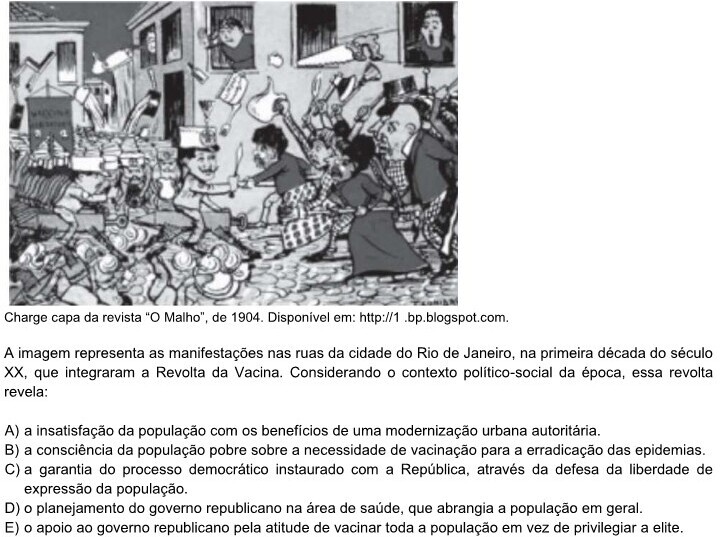 Charge capa da revista “O Malho”, de 1904. Disponível em: http://1 .bp.blogspot.com.
A imagem representa as manifestações nas ruas da cidade do Rio de Janeiro, na primeira década do século
XX, que integraram a Revolta da Vacina. Considerando o contexto político-social da época, essa revolta
revela:
A) a insatisfação da população com os benefícios de uma modernização urbana autoritária.
B) a consciência da população pobre sobre a necessidade de vacinação para a erradicação das epidemias.
C) a garantia do processo democrático instaurado com a República, através da defesa da liberdade de
expressão da população.
D) o planejamento do governo republicano na área de saúde, que abrangia a população em geral.
E) o apoio ao governo republicano pela atitude de vacinar toda a população em vez de privilegiar a elite.